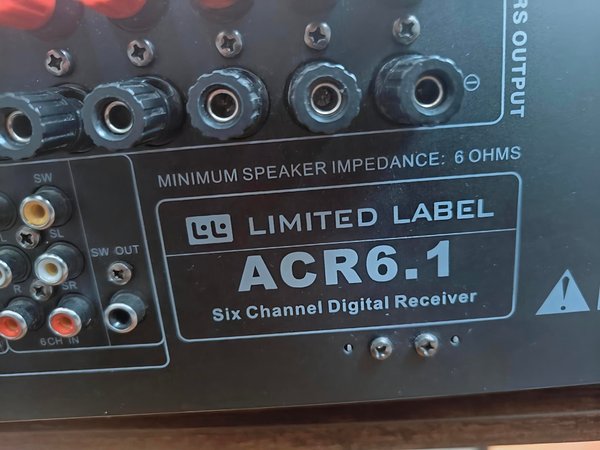 RS OUTPUT
MINIMUM SPEAKER IMPEDANCE: 6 OHMS
SW
LL LIMITED LABEL
ACR6.1
Six Channel Digital Receiver
L
SL
SW OUT
R
SR
6CH IN